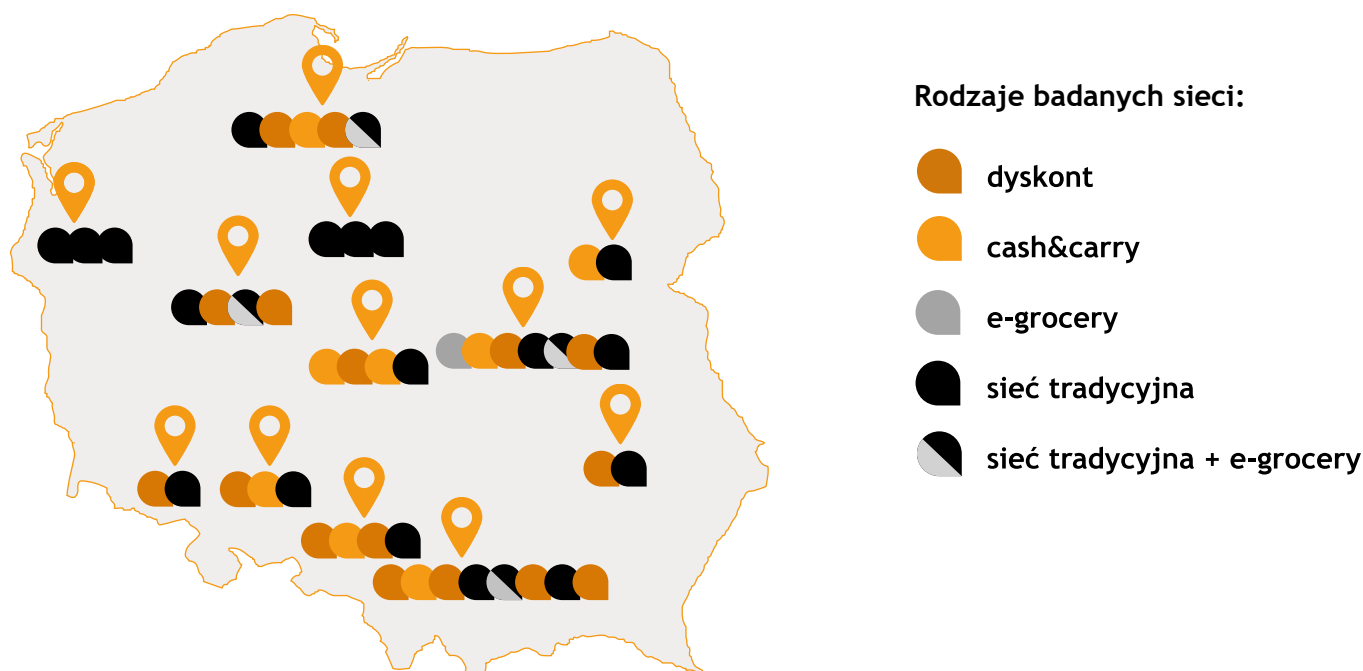 Rodzaje badanych sieci:
dyskont
cash&carry
e-grocery
sieć tradycyjna
sieć tradycyjna + e-grocery